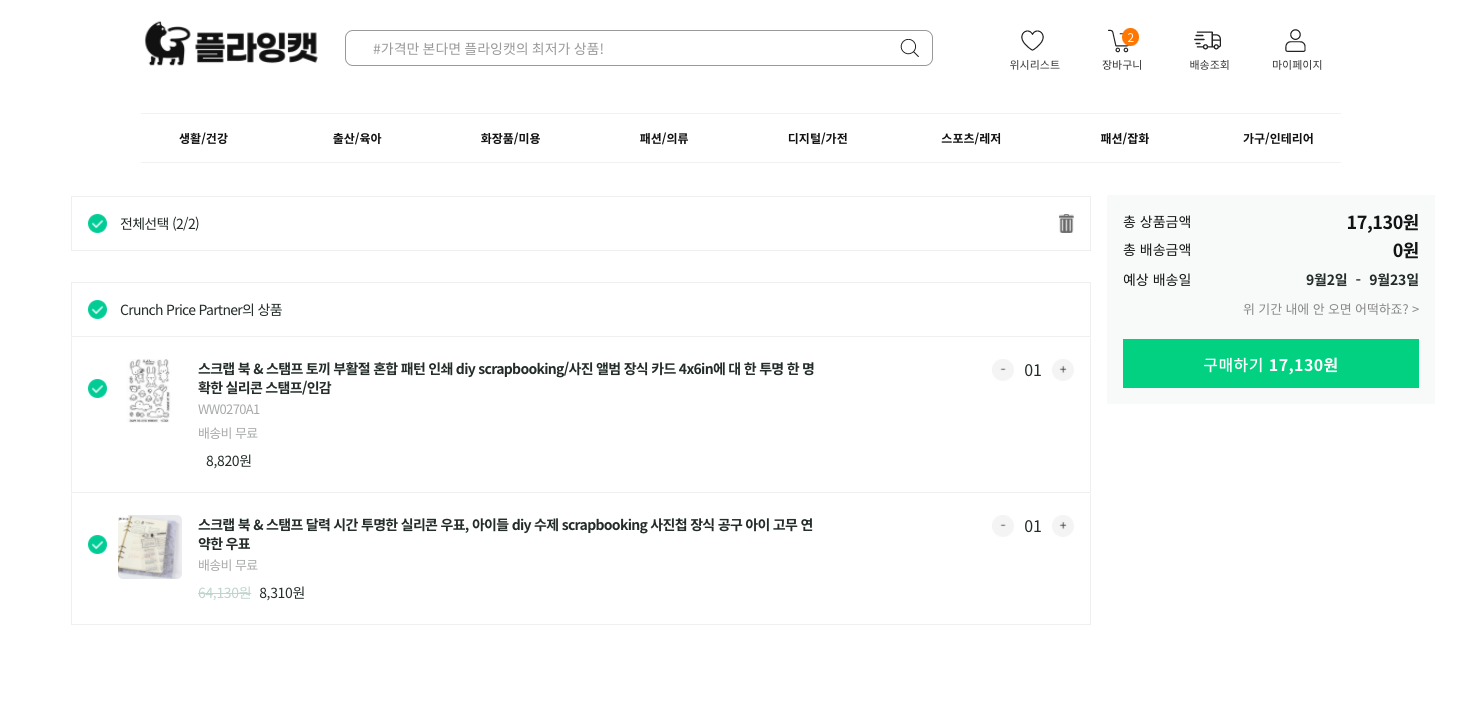 플라잉캣
#가격만 본다면 플라잉캣의 최저가 상품!
2
위시리스트
장바구니
배송조회
마이페이지
생활/건강
출산/육아
화장품/미용
패션/의류
디지털/가전
스포츠/레저
패션/잡화
가구/인테리어
전체선택 (2/2)
Crunch Price Partner의 상품
스크랩 북 & 스탬프 토끼 부활절 혼합 패턴 인쇄 diy scrapbooking/사진 앨범 장식 카드 4x6in에 대 한 투명 한 명
확한 실리콘 스탬프/인감
WW0270A1
배송비 무료
8,820원
- 01 +
스크랩 북 & 스탬프 달력 시간 투명한 실리콘 우표, 아이들 diy 수제 scrapbooking 사진첩 장식 공구 아이 고무 연
약한 우표
배송비 무료
64,130원 8,310원
- 01 +
총 상품금액 17,130원
총 배송금액 0원
예상 배송일 9월2일 - 9월23일
위 기간 내에 안 오면 어떡하죠? >
구매하기 17,130원